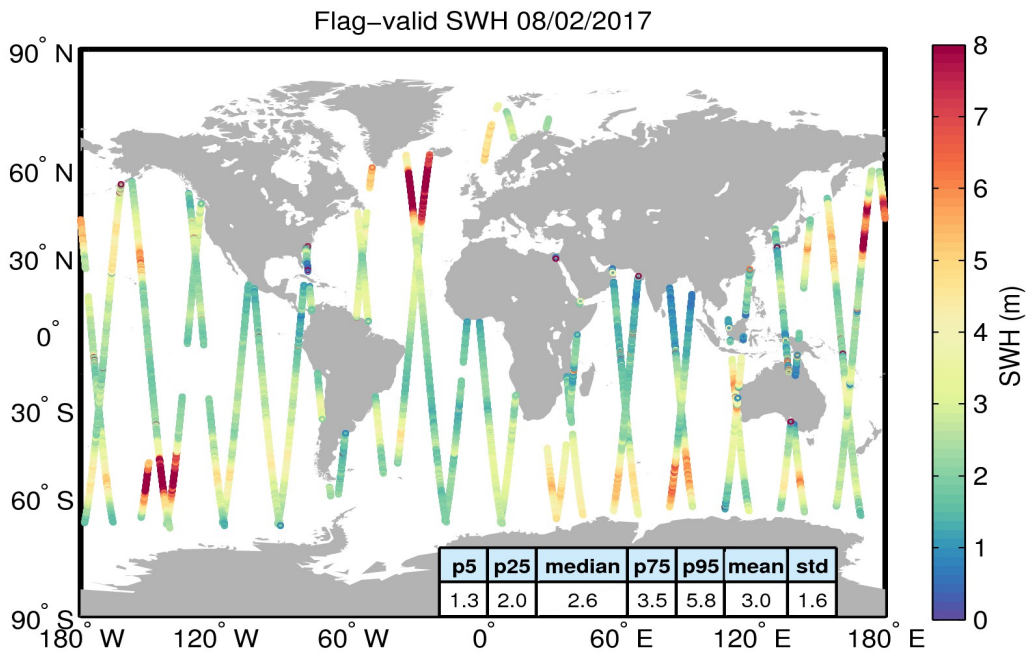 Flag−valid SWH 08/02/2017
90° N
60° N
30° N
0°
30° S
60° S
90° S
180° W
120° W
60° W
0°
60° E
120° E
180° E
p5 p25 median p75 p95 mean std
1.3 2.0 2.6 3.5 5.8 3.0 1.6
8
7
6
5
4
3
2
1
0
SWH (m)